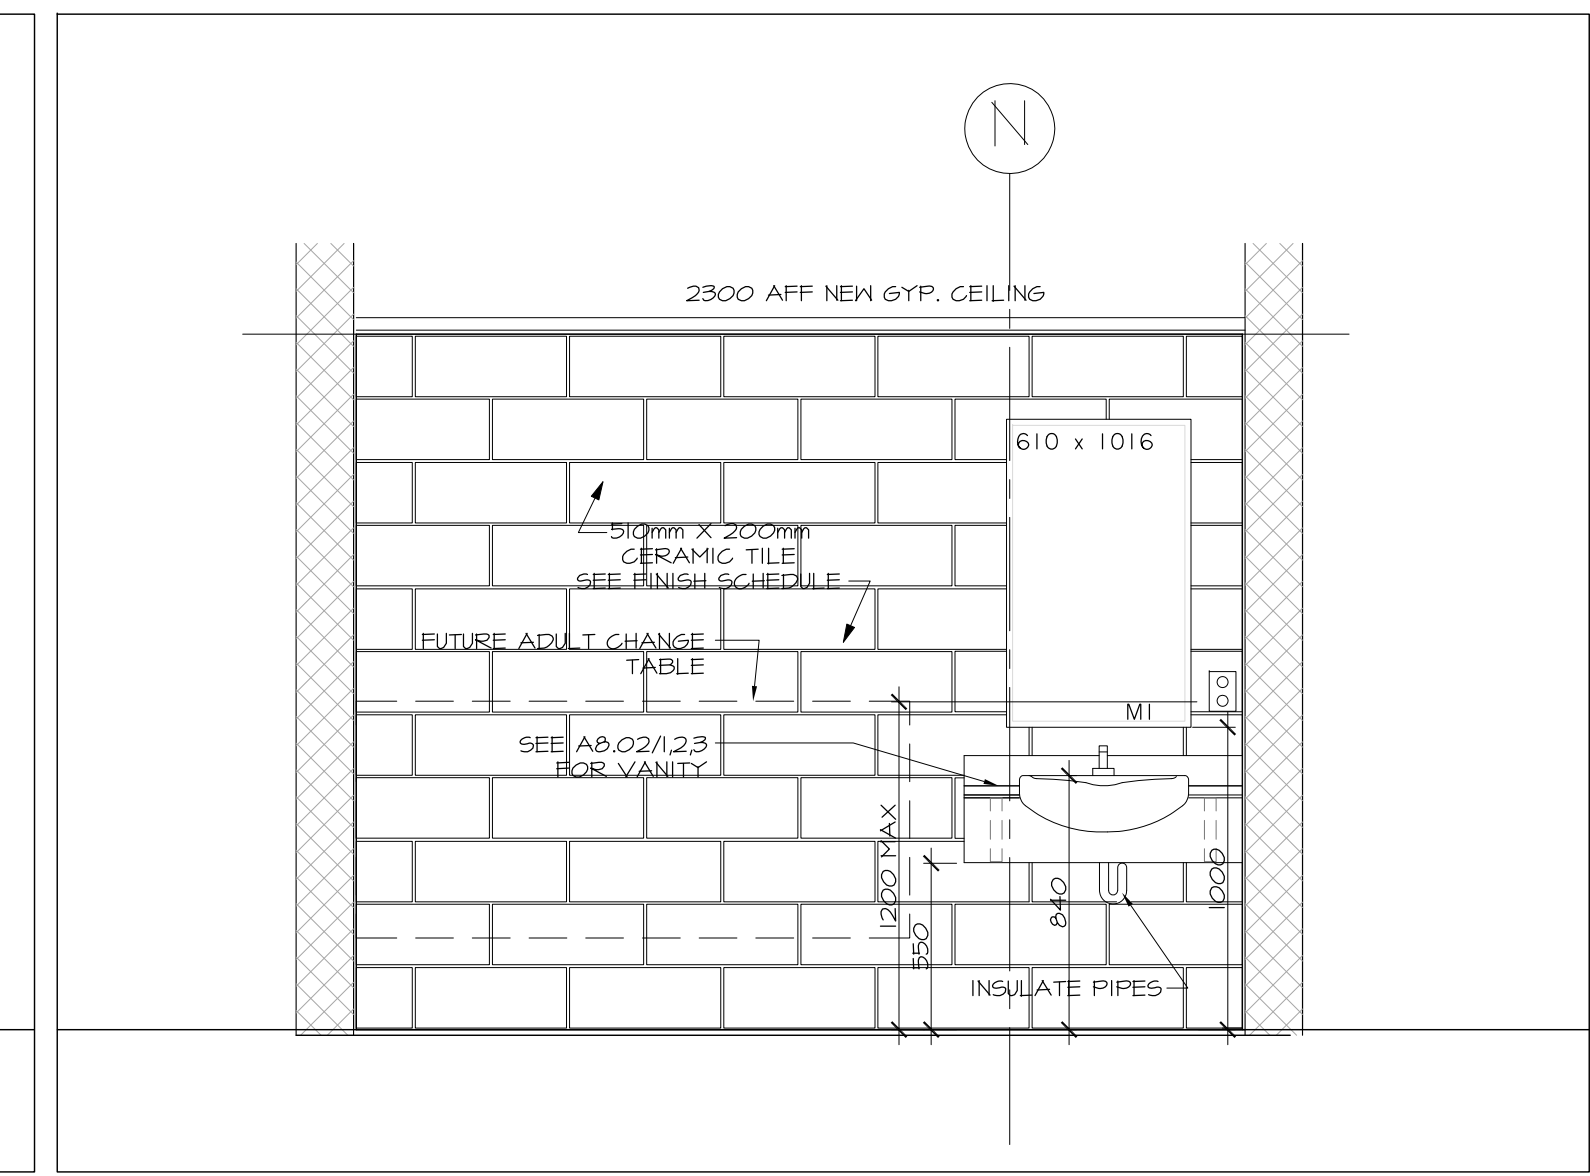 N
2300 AFF NEW GYP. CEILING
610 x 1016
510mm X 200mm
CERAMIC TILE
SEE FINISH SCHEDULE
FUTURE ADULT CHANGE
TABLE
M1
SEE A8.02/1,2,3
FOR VANITY
1200 MAX
550
840
1000
INSULATE PIPES